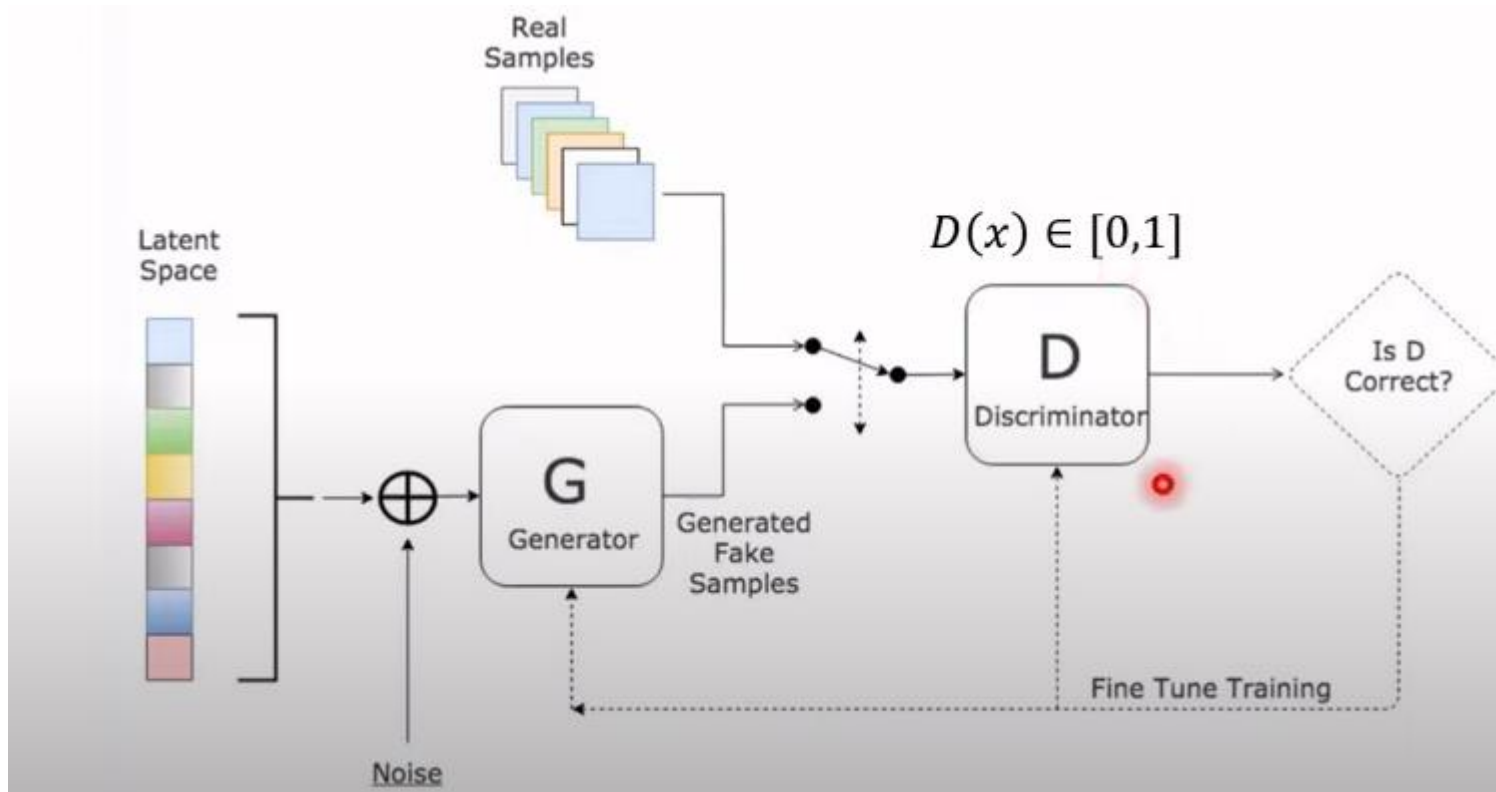 Real
Samples
Latent
Space
D(x) ∈ [0,1]
D
Discriminator
Is D
Correct?
G
Generator
Generated
Fake
Samples
Fine Tune Training
Noise